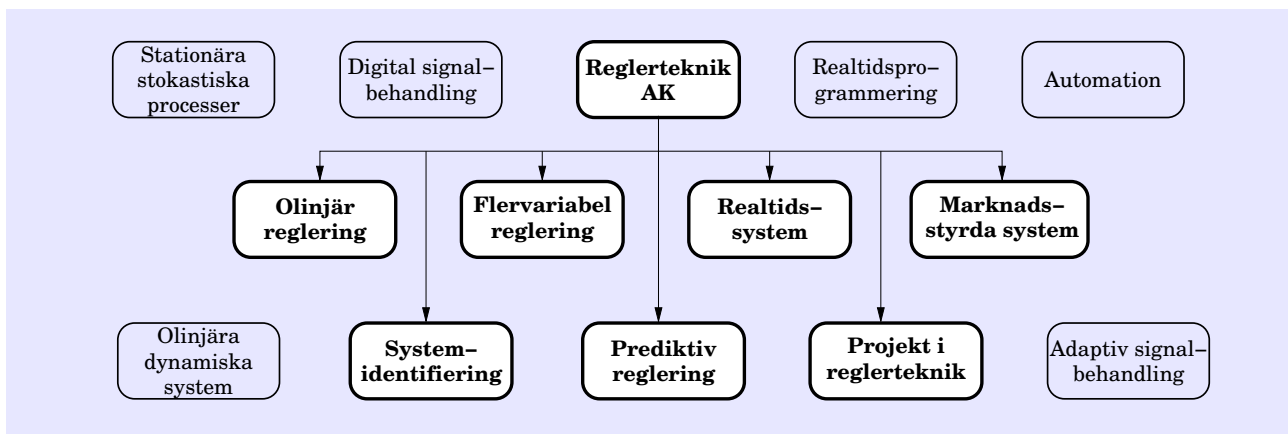 Stationära
stokastiska
processer
Digital signal–
behandling
Reglerteknik
AK
Realtidspro–
grammering
Automation
Olinjär
reglering
Flervariabel
reglering
Realtids–
system
Marknads–
styrda system
Olinjära
dynamiska
system
System–
identifiering
Prediktiv
reglering
Projekt i
reglerteknik
Adaptiv signal–
behandling